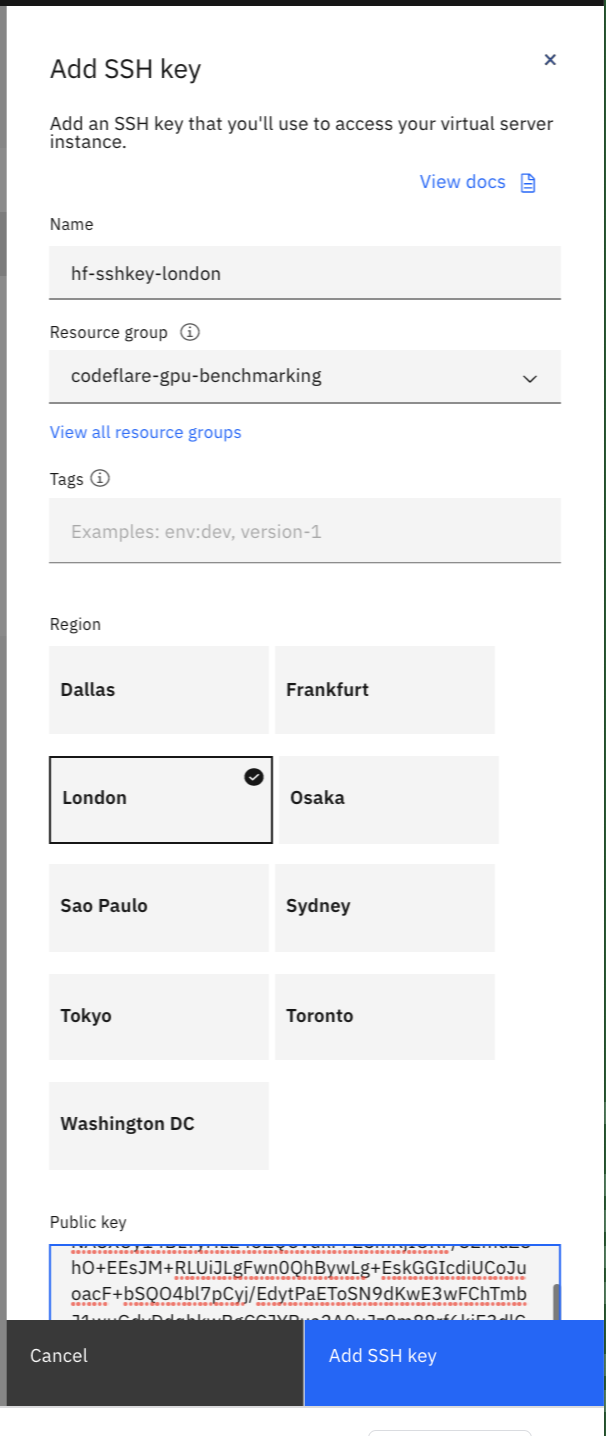 Add SSH key
Add an SSH key that you'll use to access your virtual server
instance.
View docs
Name
hf-sshkey-london
Resource group
codeflare-gpu-benchmarking
View all resource groups
Tags
Examples: env:dev, version-1
Region
Dallas
Frankfurt
London
Osaka
Sao Paulo
Sydney
Tokyo
Toronto
Washington DC
Public key
hO+EEsJM+RLUiJLgFwn0QhBywLg+EskGGIcdiUCoJu
oacF+bSQO4bl7pCyj/EdytPaEToSN9dKwE3wFChTmb
Cancel
Add SSH key